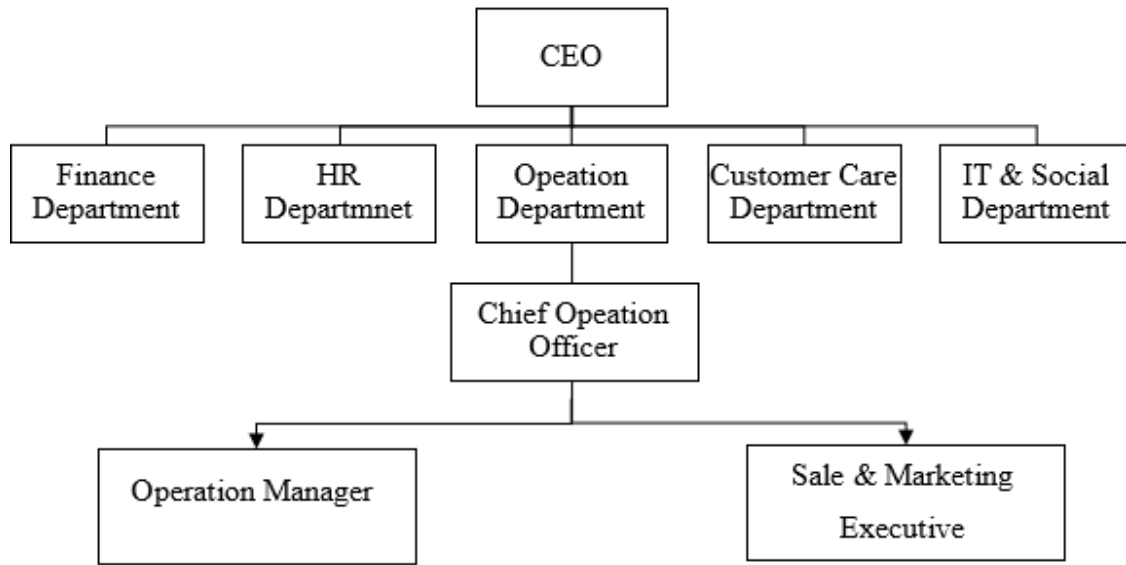 CEO
Finance
Department
HR
Departmnet
Opeation
Department
Customer Care
Department
IT & Social
Department
Chief Opeation
Officer
Operation Manager
Sale & Marketing
Executive